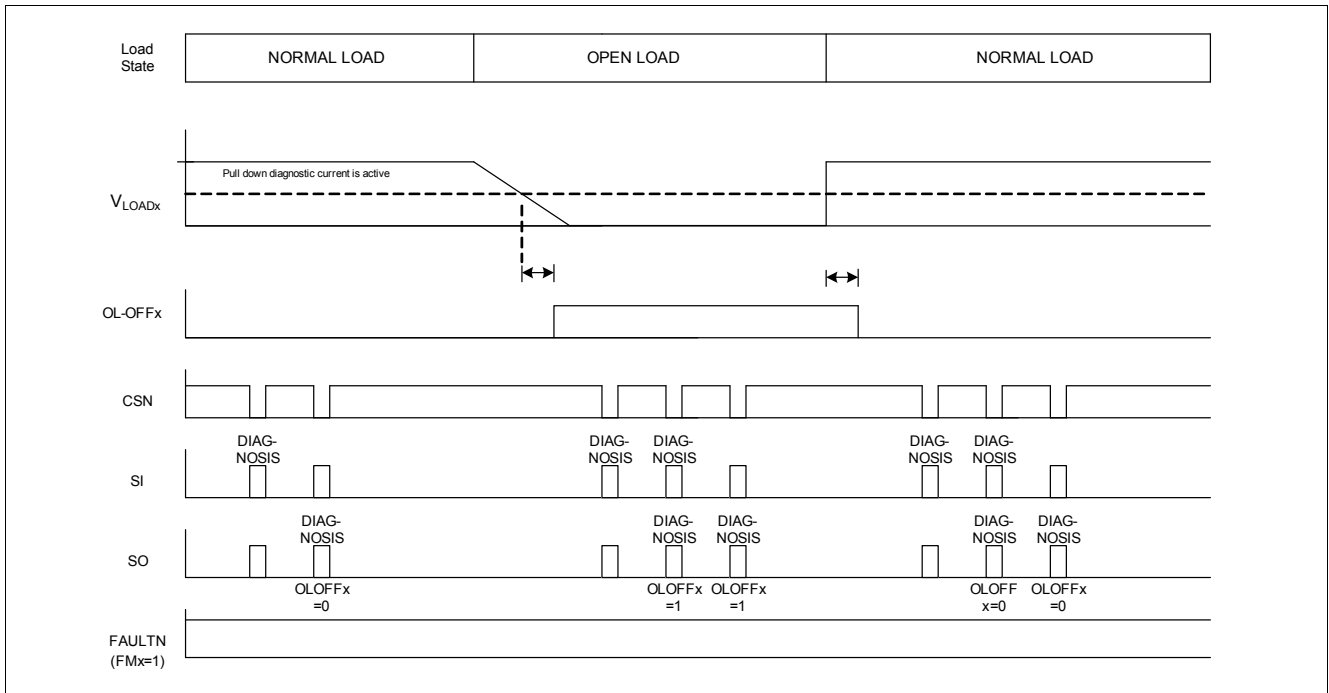 Load
State
NORMAL LOAD
OPEN LOAD
NORMAL LOAD
Pull down diagnostic current is active
VLOADx
OL-OFFx
CSN
DIAG-
NOSIS
DIAG-
NOSIS
DIAG-
NOSIS
DIAG-
NOSIS
DIAG-
NOSIS
SI
DIAG-
NOSIS
DIAG-
NOSIS
DIAG-
NOSIS
DIAG-
NOSIS
DIAG-
NOSIS
SO
OLOFFx
=0
OLOFFx
=1
OLOFFx
=1
OLOFF
x=0
OLOFFx
=0
FAULTN
(FMx=1)